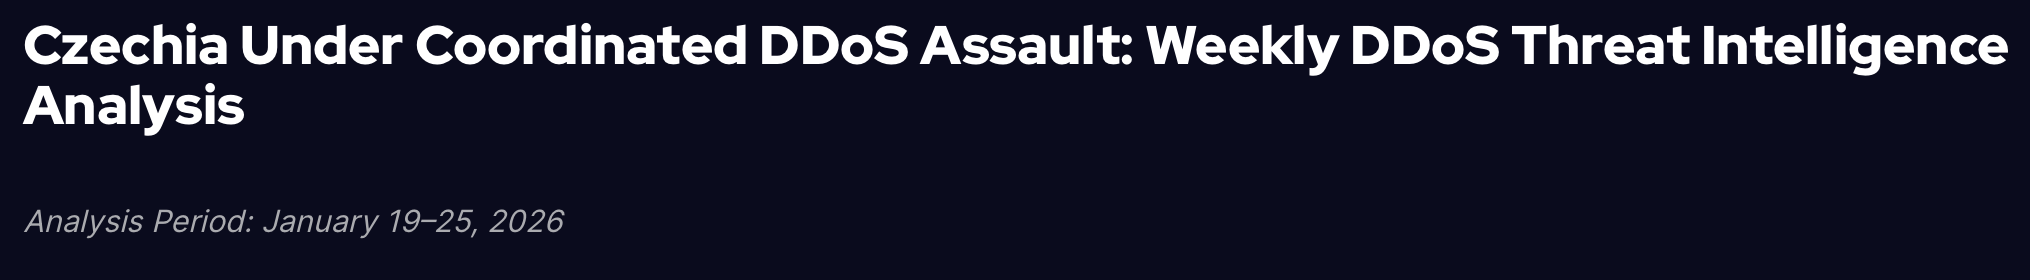 Czechia Under Coordinated DDoS Assault: Weekly DDoS Threat Intelligence
Analysis
Analysis Period: January 19–25, 2026